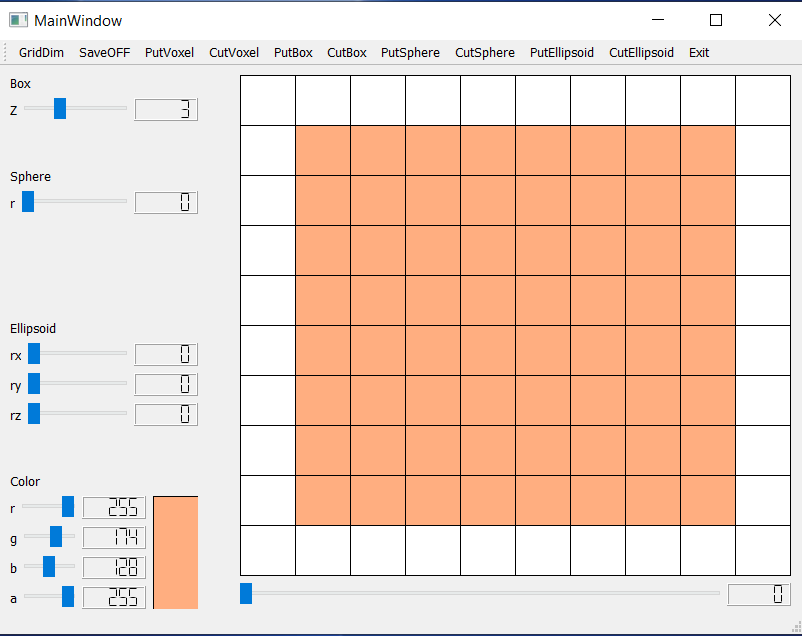 MainWindow
GridDim SaveOFF PutVoxel CutVoxel PutBox CutBox PutSphere CutSphere PutEllipsoid CutEllipsoid Exit
Box
Z 3
Sphere
r 0
Ellipsoid
rx 0
ry 0
rz 0
Color
r 255
g 174
b 128
a 255
0